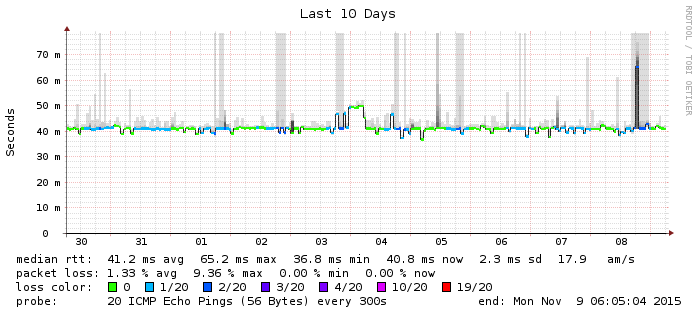 Last 10 Days
RRDTOOL / TOBI OETIKER
Seconds
70 m
60 m
50 m
40 m
30 m
20 m
10 m
0
30 31 01 02 03 04 05 06 07 08
median rtt: 41.2 ms avg 65.2 ms max 36.8 ms min 40.8 ms now 2.3 ms sd 17.9 am/s
packet loss: 1.33 % avg 9.36 % max 0.00 % min 0.00 % now
loss color: 0 1/20 2/20 3/20 4/20 10/20 19/20
probe: 20 ICMP Echo Pings (56 Bytes) every 300s end: Mon Nov 9 06:05:04 2015